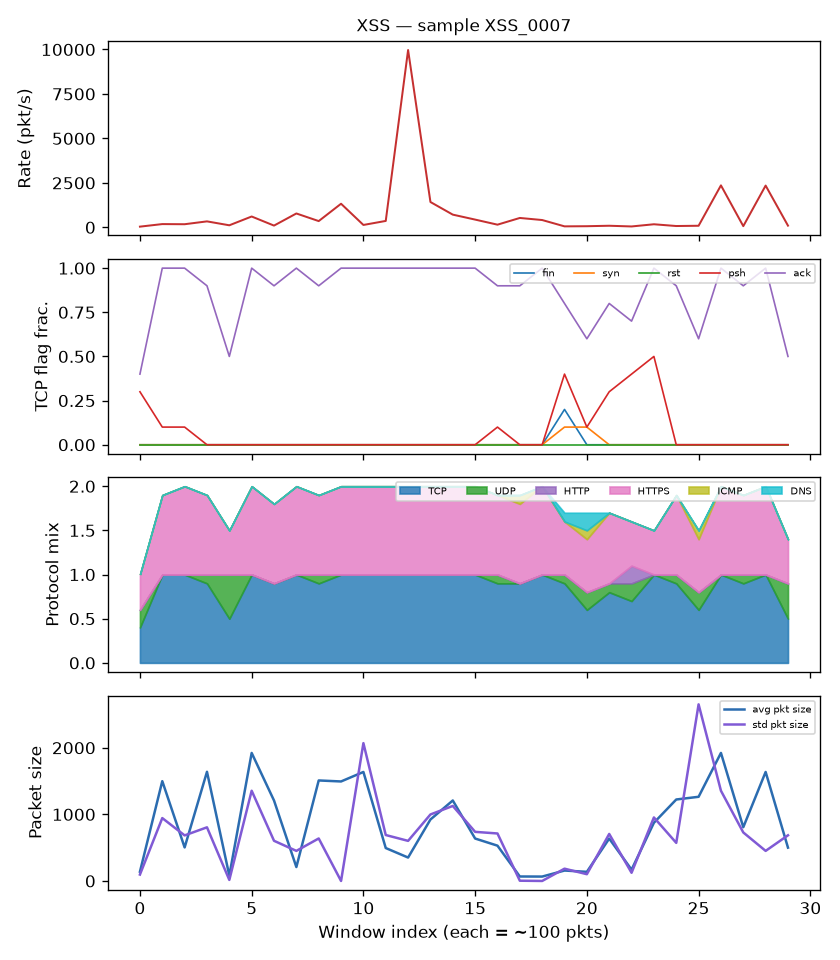 XSS — sample XSS_0007
10000
7500
5000
2500
0
Rate (pkt/s)
1.00
0.75
0.50
0.25
0.00
TCP flag frac.
fin syn rst psh ack
2.0
1.5
1.0
0.5
0.0
Protocol mix
TCP UDP HTTP HTTPS ICMP DNS
2000
1000
0
Packet size
avg pkt size
std pkt size
0 5 10 15 20 25 30
Window index (each = ~100 pkts)